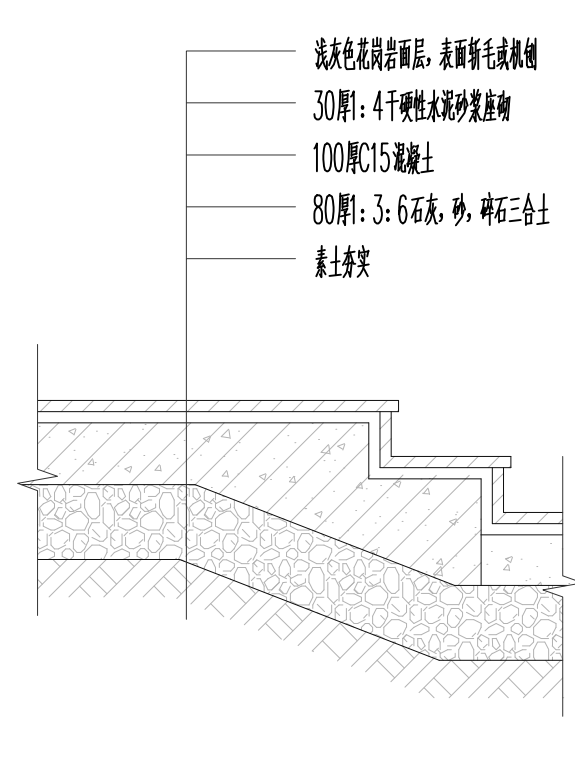 浅灰色花岗岩面层，表面斩毛或机刨
30厚1：4干硬性水泥砂浆座砌
100厚C15混凝土
80厚1：3：6石灰，砂，碎石三合土
素土夯实